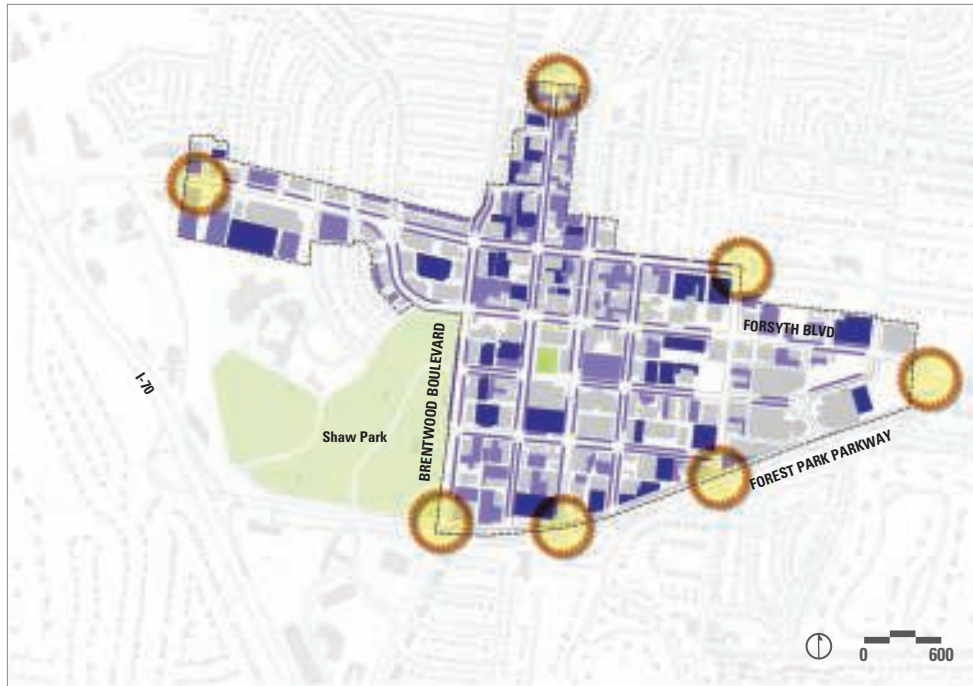 FORSYTH BLVD
BRENTWOOD BOULEVARD
I-70
Shaw Park
FOREST PARK PARKWAY
0 600